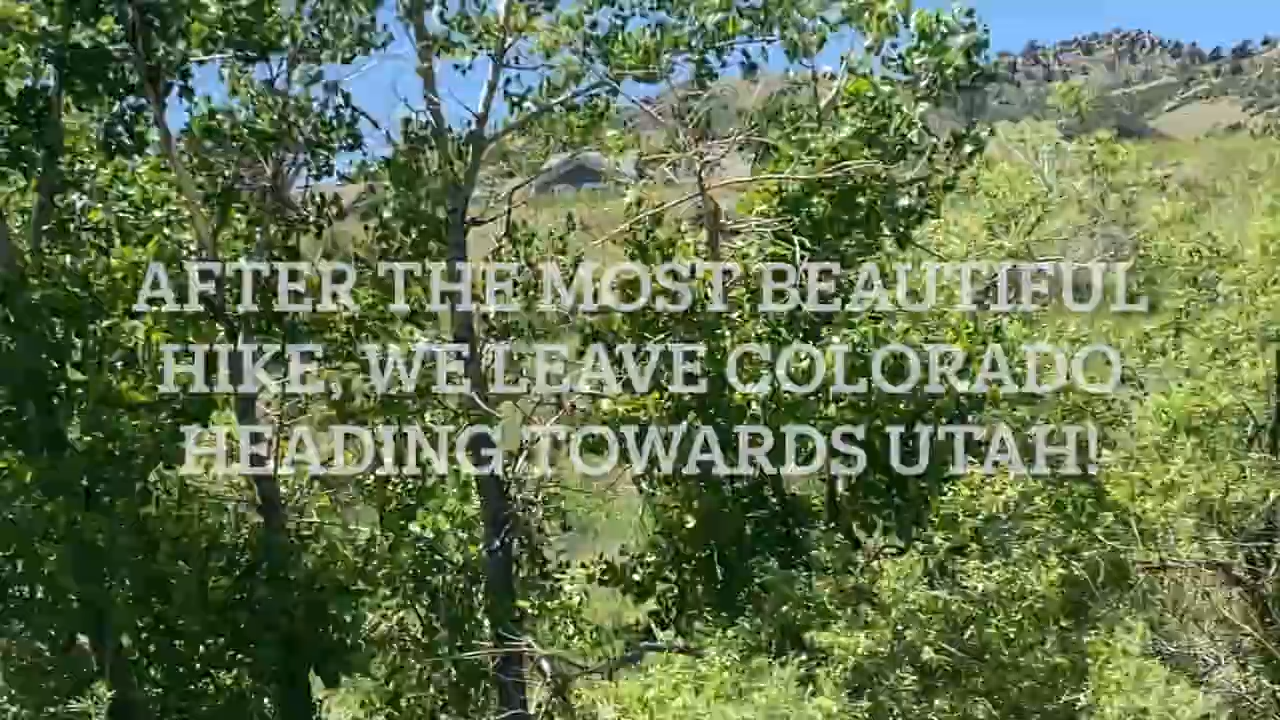 AFTER THE MOST BEAUTIFUL
HIKE, WE LEAVE COLORADO
HEADING TOWARDS UTAH!